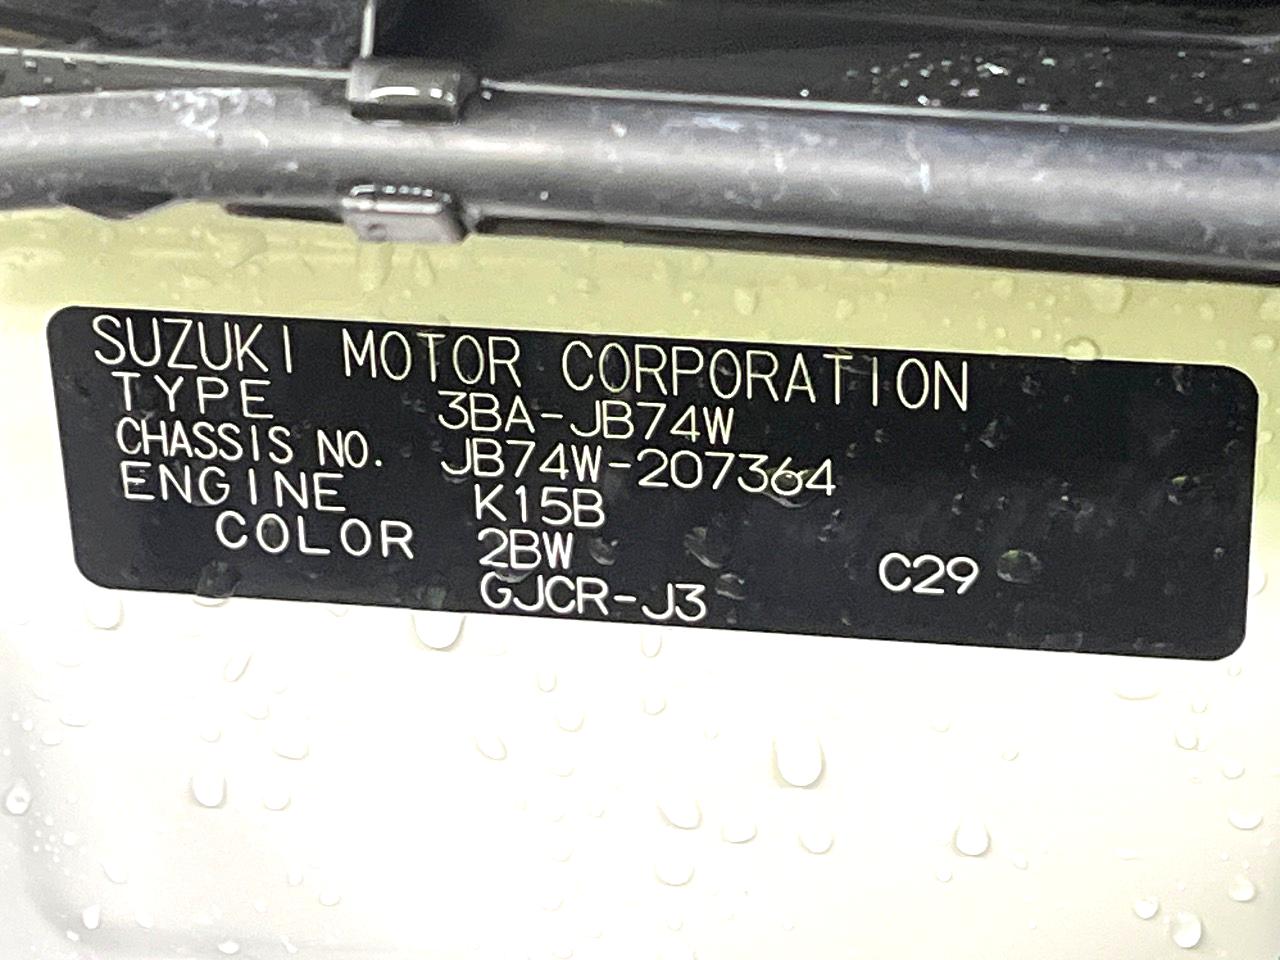 SUZUKI MOTOR CORPORATION
TYPE 3BA-JB74W
CHASSIS NO. JB74W-207364
ENGINE K15B
COLOR 2BW C29
GJCR-J3